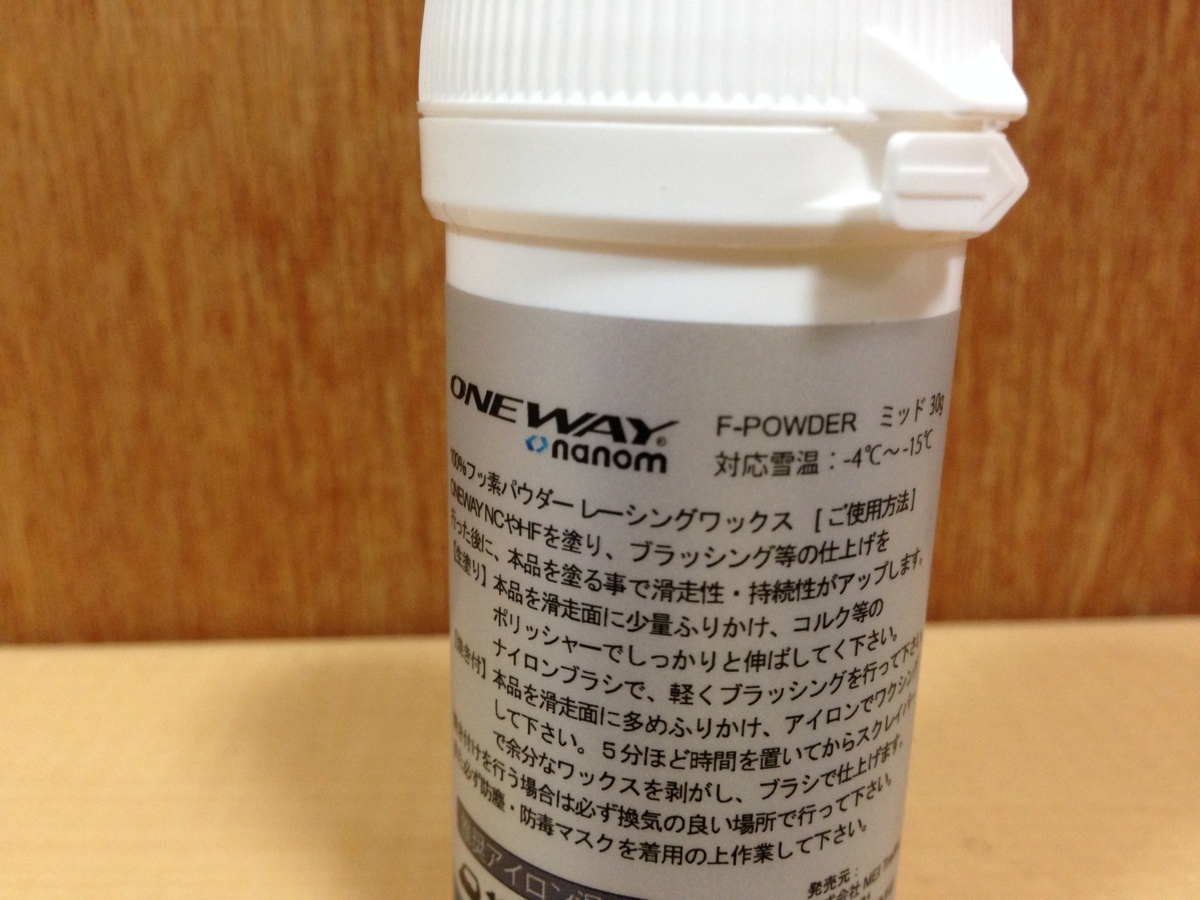 ONE WAY®
nanom
F-POWDER ミッド 30g
対応雪温：-4℃～-15℃
100%フッ素パウダー レーシングワックス [ご使用方法]
ONEWAY NCやHFを塗り、ブラッシング等の仕上げを
行った後に、本品を塗る事で滑走性・持続性がアップします。
【生塗り】本品を滑走面に少量ふりかけ、コルク等の
ポリッシャーでしっかりと伸ばしてく下さい。
ナイロンブラシで、軽くブラッシングを行って下さい
【焼き付】本品を滑走面に多めふりかけ、アイロンでワクシング
して下さい。５分ほど時間を置いてからスクレイパー
で余分なワックスを剥がし、ブラシで仕上げます。
付けを行う場合は必ず換気の良い場所で行って下さい。
必ず防塵・防毒マスクを着用の上作業して下さい。
アイロン
発売元：
会社 MEI